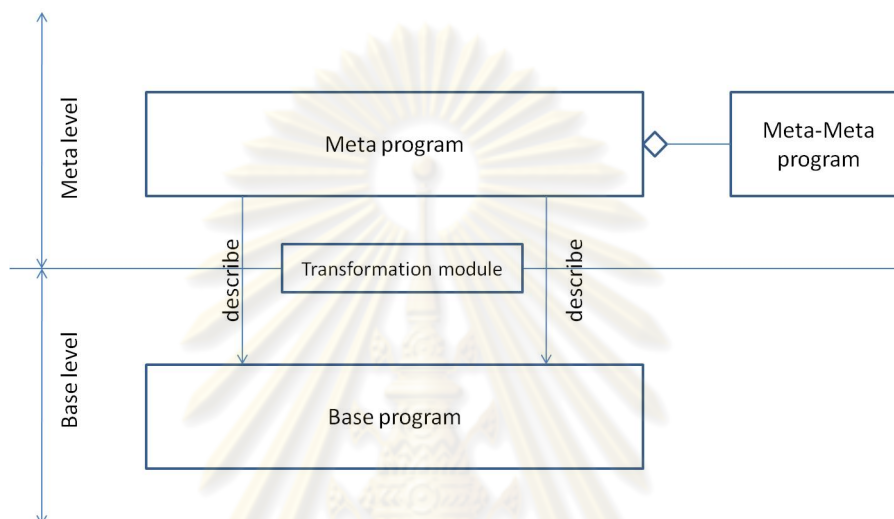 Meta level
Meta program
Meta-Meta
program
describe
Transformation module
describe
Base level
Base program